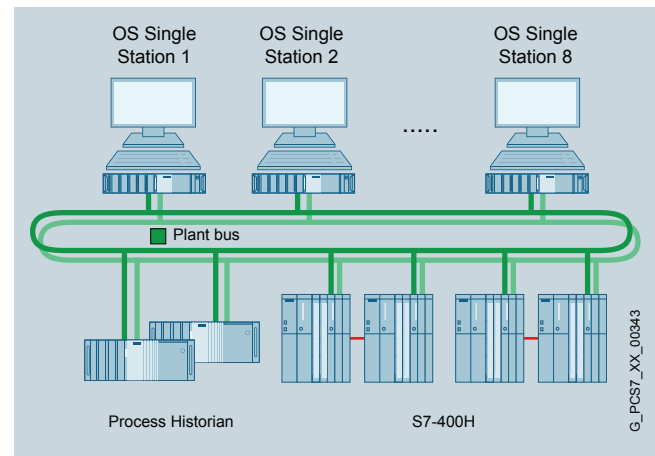 OS Single
Station 1
OS Single
Station 2
.....
OS Single
Station 8
Plant bus
Process Historian
S7-400H
G_PCS7_XX_00343